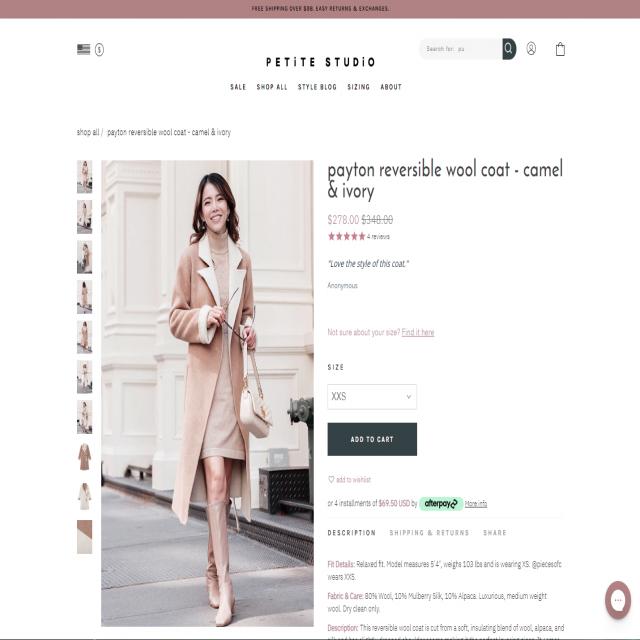 FREE SHIPPING OVER $99. EASY RETURNS & EXCHANGES.
$
Search for: pu
PETiTE STUDiO
SALE SHOP ALL STYLE BLOG SIZING ABOUT
shop all / payton reversible wool coat - camel & ivory
payton reversible wool coat - camel
& ivory
$278.00 $348.00
4 reviews
"Love the style of this coat."
Anonymous
Not sure about your size? Find it here
SIZE
XXS
ADD TO CART
add to wishlist
or 4 installments of $69.50 USD by afterpay More info
DESCRIPTION SHIPPING & RETURNS SHARE
Fit Details: Relaxed fit. Model measures 5'4", weighs 103 lbs and is wearing XS. @piecesofc
wears XXS.
Fabric & Care: 80% Wool, 10% Mulberry Silk, 10% Alpaca. Luxurious, medium weight
wool. Dry clean only.
Description: This reversible wool coat is cut from a soft, insulating blend of wool, alpaca, and